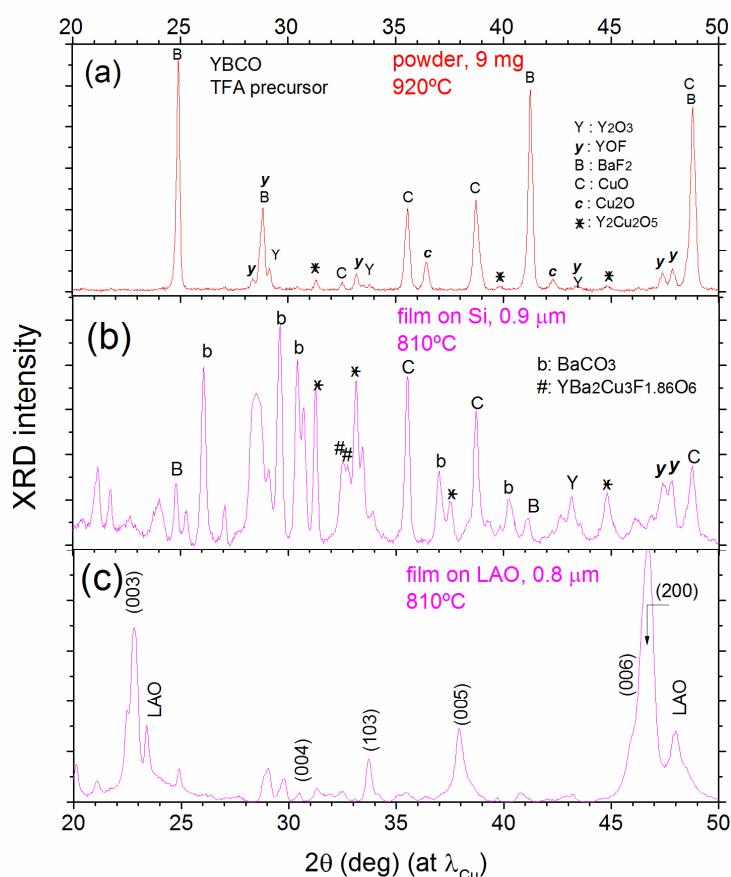 20 25 30 35 40 45 50
(a)
YBCO
TFA precursor
powder, 9 mg
920ºC
B
y
B
Y
y
*
C
y
Y
C
c
C
*
B
c
y
Y
*
y
y
C
B
Y : Y2O3
y : YOF
B : BaF2
C : CuO
c : Cu2O
* : Y2Cu2O5
(b)
film on Si, 0.9 μm
810ºC
b: BaCO3
#: YBa2Cu3F1.86O6
B
b
b
b
*
#
#
*
C
b
*
C
b
B
Y
*
y
y
C
XRD intensity
(c)
film on LAO, 0.8 μm
810ºC
(003)
LAO
(004)
(103)
(005)
(006)
(200)
LAO
20 25 30 35 40 45 50
2θ (deg) (at λCu)